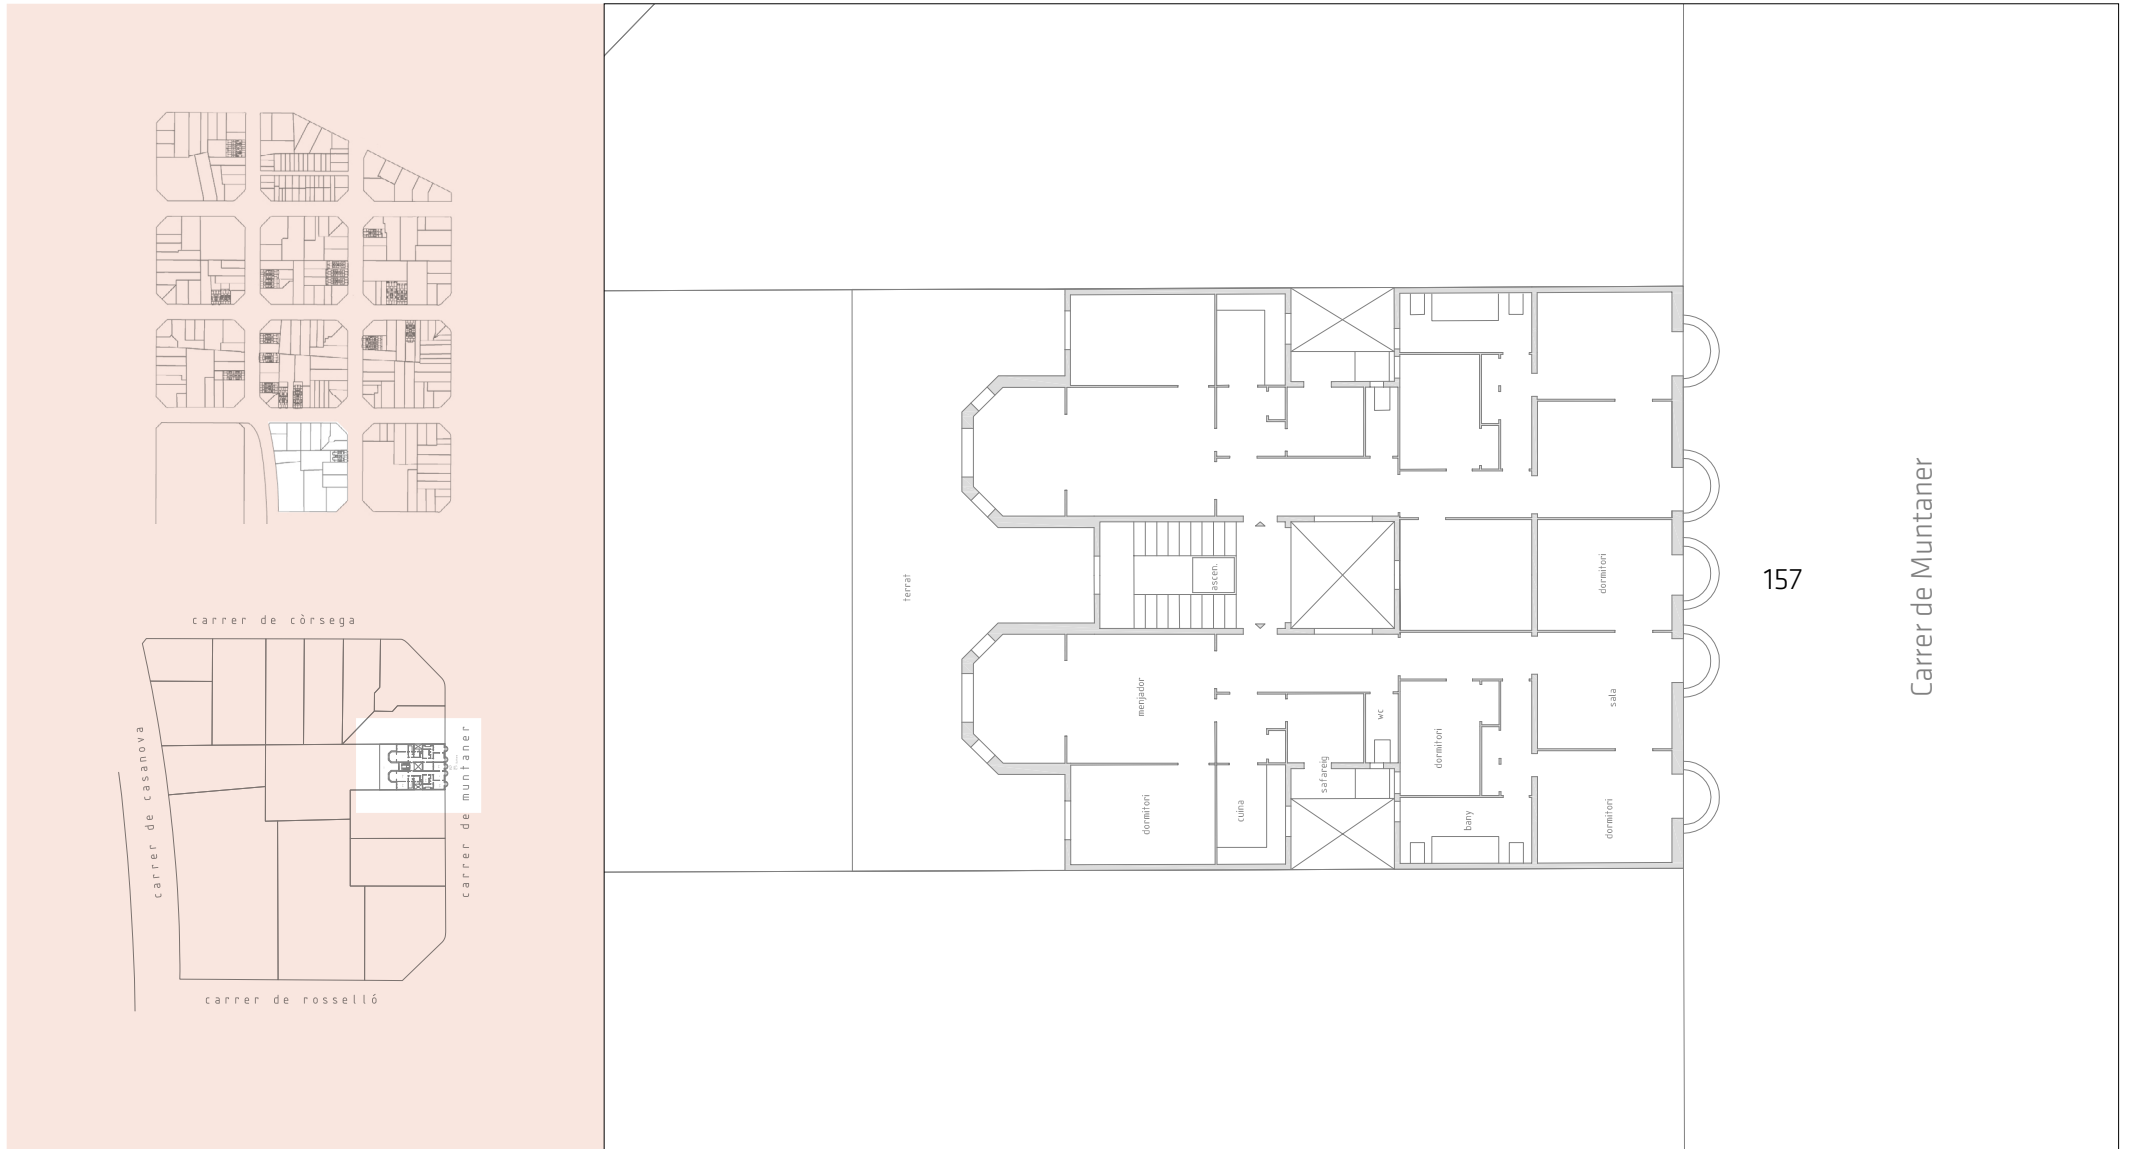 carrer de còrsega
carrer de casanova
carrer de muntaner
carrer de rosselló
terrat
ascen.
dormitori
157
Carrer de Muntaner
menjador
wc
dormitori
sala
safareig
dormitori
cuina
bany
dormitori